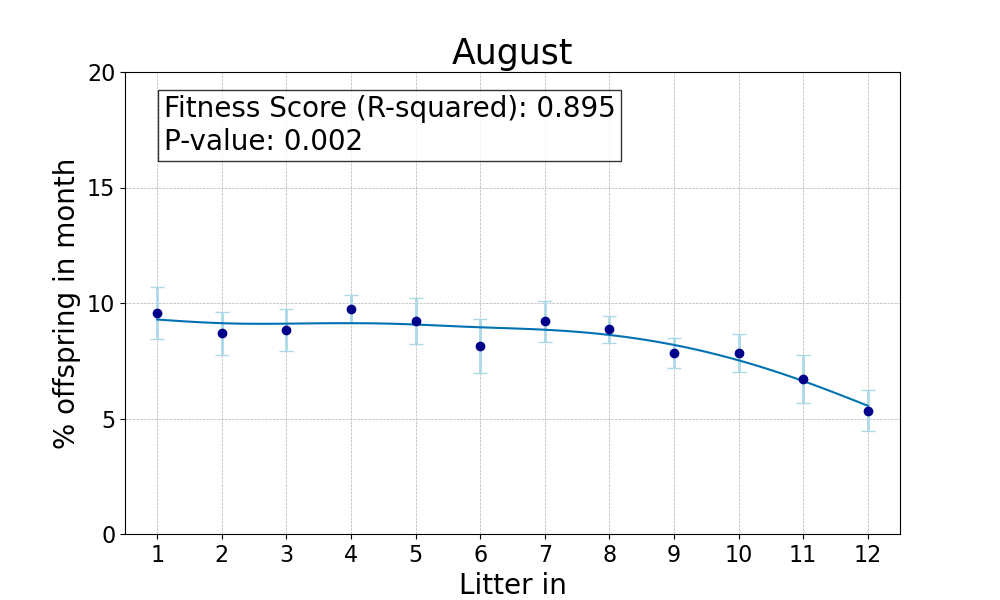 August
Fitness Score (R-squared): 0.895
P-value: 0.002
% offspring in month
20
15
10
5
0
1 2 3 4 5 6 7 8 9 10 11 12
Litter in